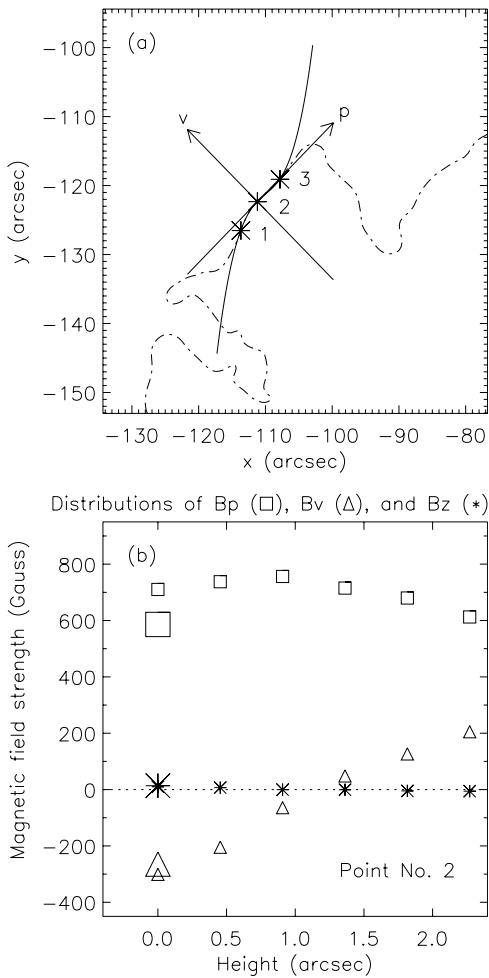 (a)
−100
−110
−120
−130
−140
−150
y (arcsec)
v
p
3
2
1
−130 −120 −110 −100 −90 −80
x (arcsec)
Distributions of Bp (□), Bv (△), and Bz (*)
(b)
800
600
400
200
0
−200
−400
Magnetic field strength (Gauss)
Point No. 2
0.0 0.5 1.0 1.5 2.0
Height (arcsec)